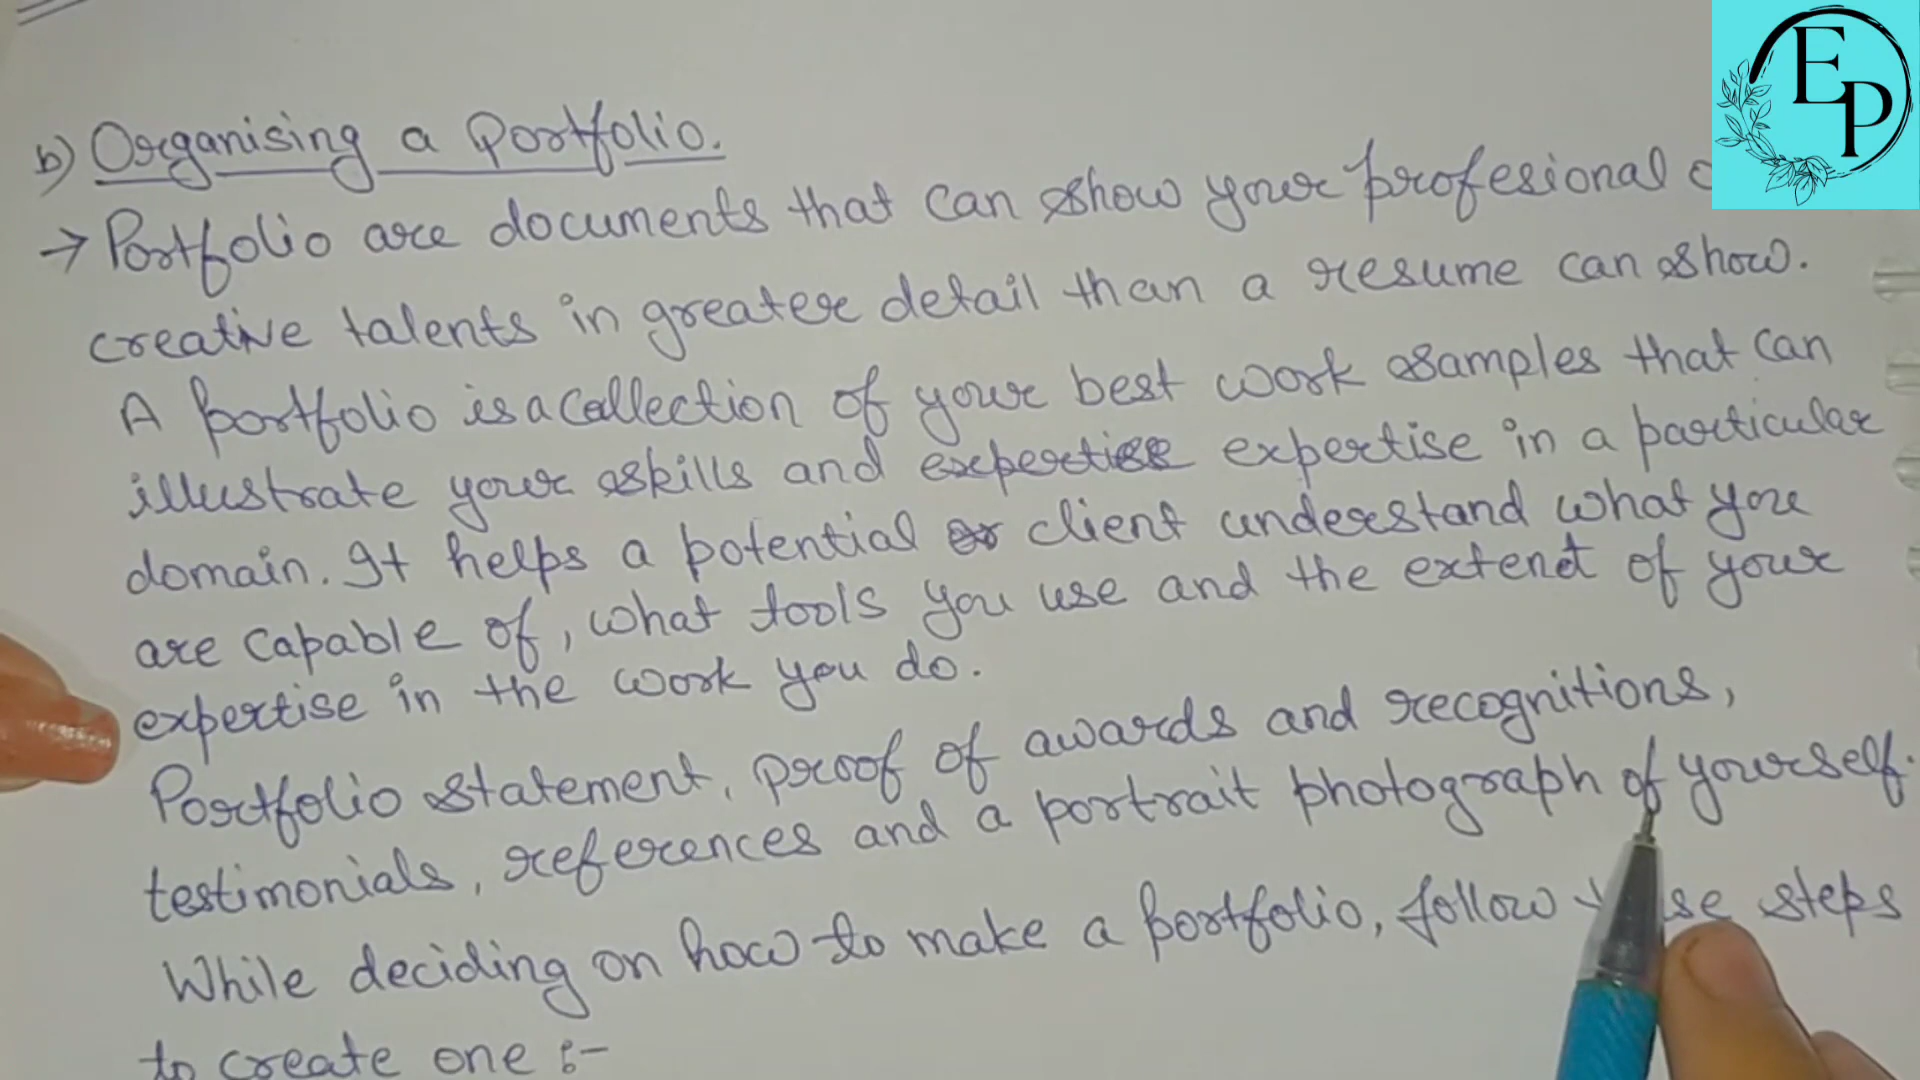 EP
b) Organising a Portfolio.
→ Portfolio are documents that can show your profesional
creative talents in greater detail than a resume can show.
A portfolio is a collection of your best work samples that can
illustrate your skills and expertise expertise in a particular
domain. It helps a potential or client understand what you
are capable of, what tools you use and the extent of your
expertise in the work you do.
Portfolio statement, proof of awards and recognitions,
testimonials, references and a portrait photograph of yourself.
While deciding on how to make a portfolio, follow steps
to create one :-